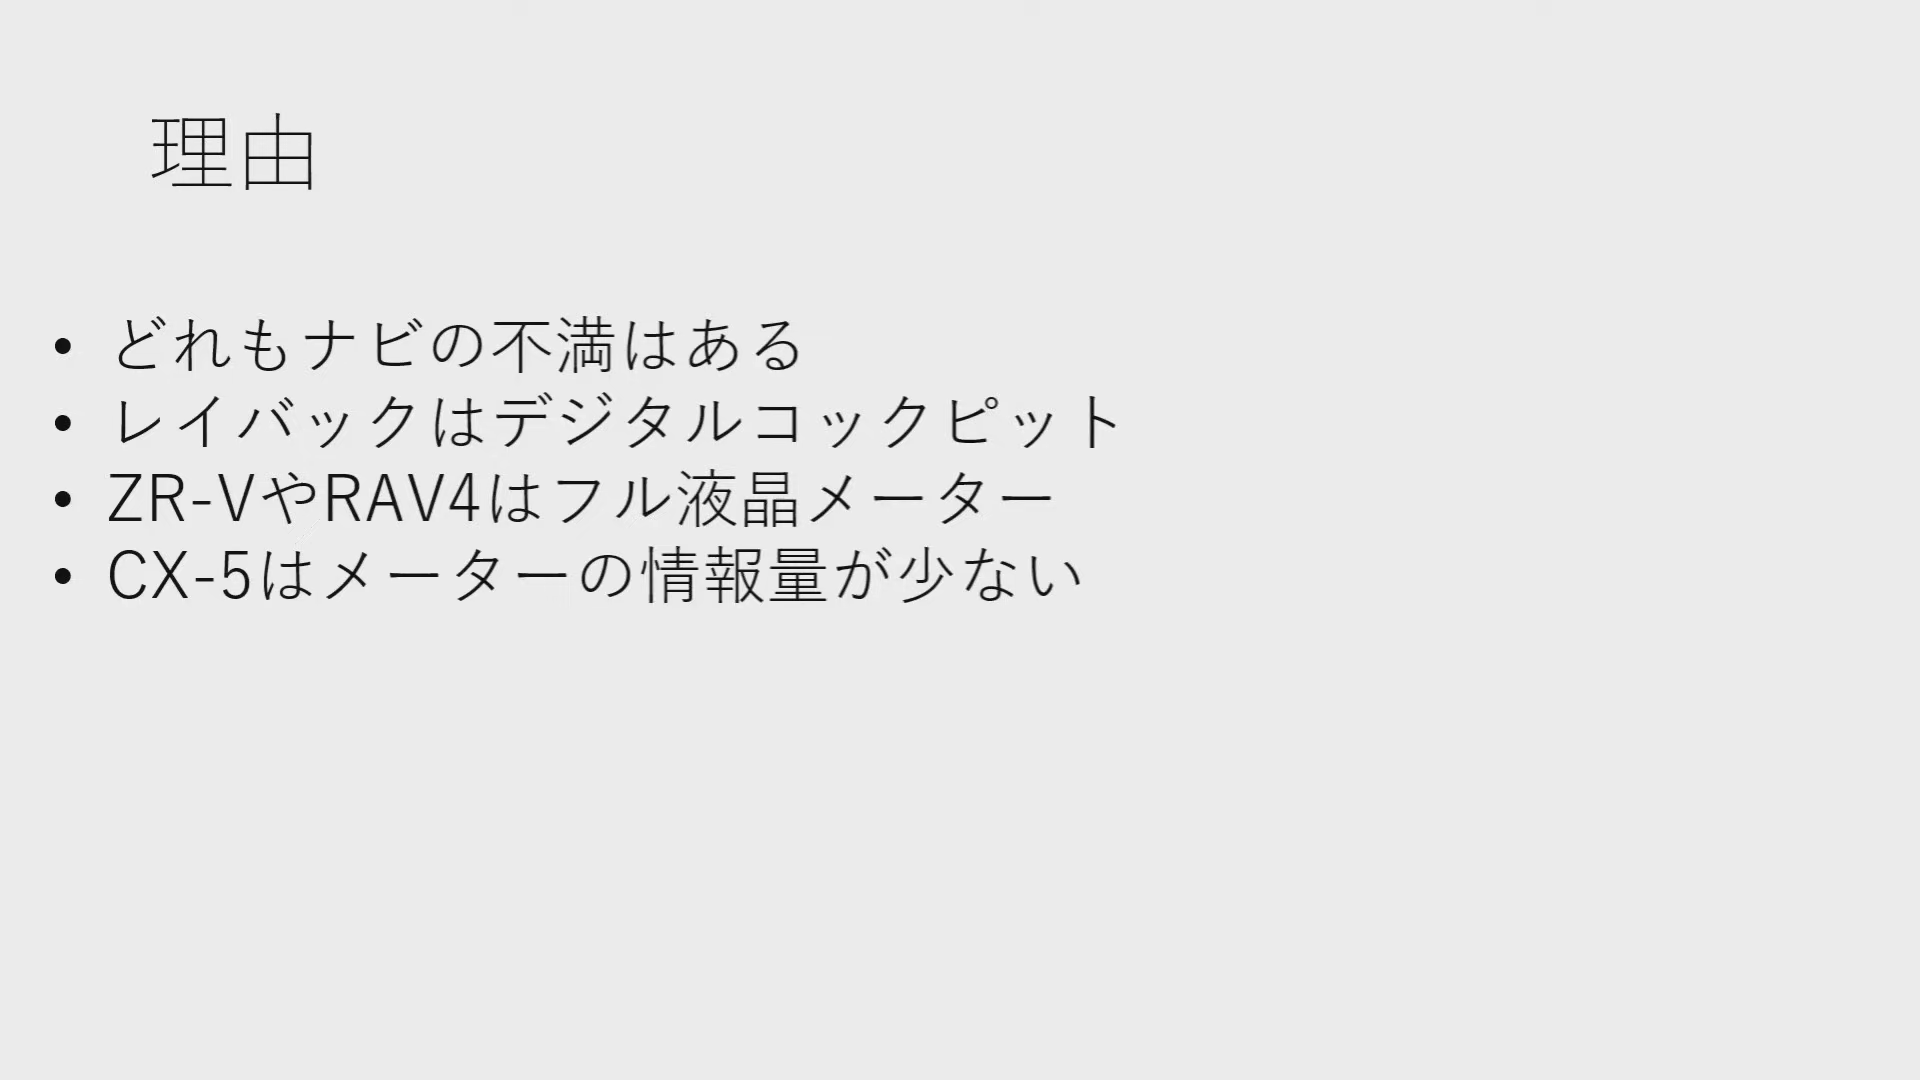 理由
• どれもナビの不満はある
• レイバックはデジタルコックピット
• ZR-VやRAV4はフル液晶メーター
• CX-5はメーターの情報量が少ない